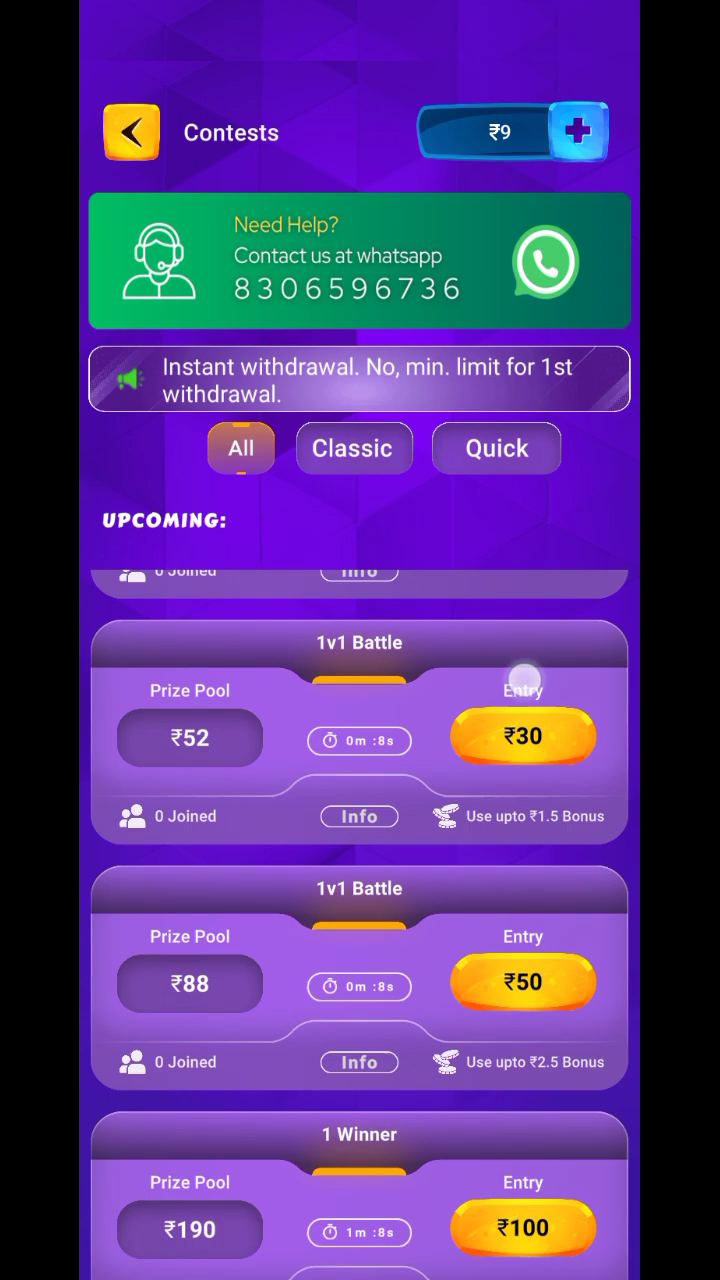 Contests
₹9
Need Help?
Contact us at whatsapp
8306596736
Instant withdrawal. No, min. limit for 1st
withdrawal.
All Classic Quick
UPCOMING:
0 Joined Info
1v1 Battle
Prize Pool Entry
₹52 0m :8s ₹30
0 Joined Info Use upto ₹1.5 Bonus
1v1 Battle
Prize Pool Entry
₹88 0m :8s ₹50
0 Joined Info Use upto ₹2.5 Bonus
1 Winner
Prize Pool Entry
₹190 1m :8s ₹100